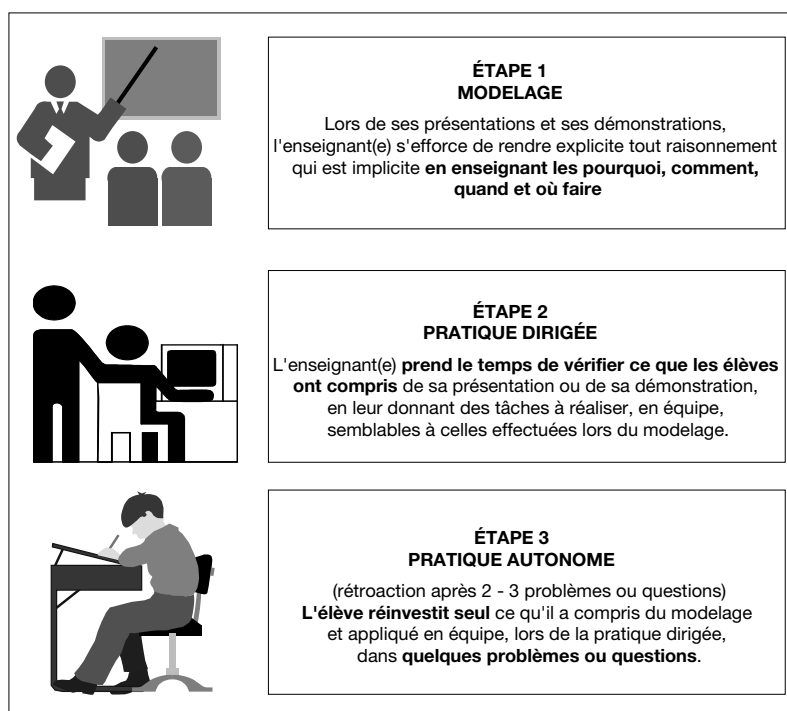 ÉTAPE 1
MODELAGE
Lors de ses présentations et ses démonstrations,
l'enseignant(e) s'efforce de rendre explicite tout raisonnement
qui est implicite en enseignant les pourquoi, comment,
quand et où faire
ÉTAPE 2
PRATIQUE DIRIGÉE
L'enseignant(e) prend le temps de vérifier ce que les élèves
ont compris de sa présentation ou de sa démonstration,
en leur donnant des tâches à réaliser, en équipe,
semblables à celles effectuées lors du modelage.
ÉTAPE 3
PRATIQUE AUTONOME
(rétroaction après 2 - 3 problèmes ou questions)
L'élève réinvestit seul ce qu'il a compris du modelage
et appliqué en équipe, lors de la pratique dirigée,
dans quelques problèmes ou questions.